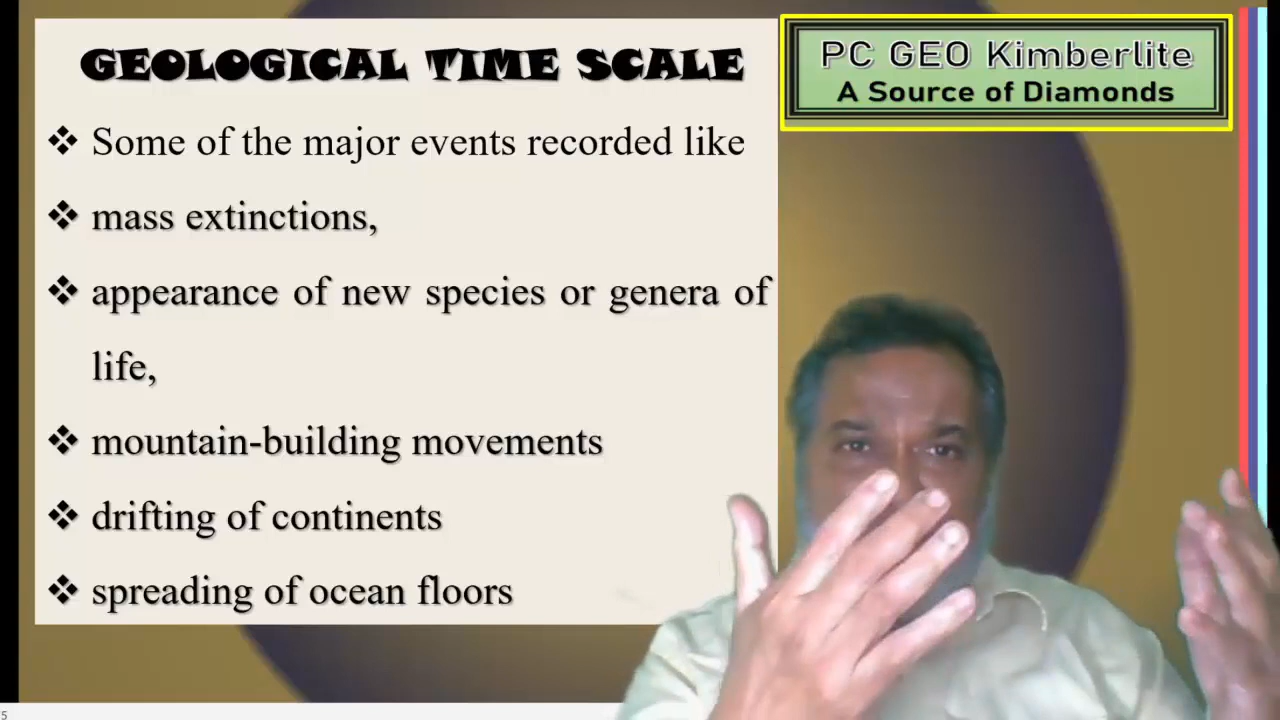 GEOLOGICAL TIME SCALE
❖ Some of the major events recorded like
❖ mass extinctions,
❖ appearance of new species or genera of
life,
❖ mountain-building movements
❖ drifting of continents
❖ spreading of ocean floors
PC GEO Kimberlite
A Source of Diamonds
5